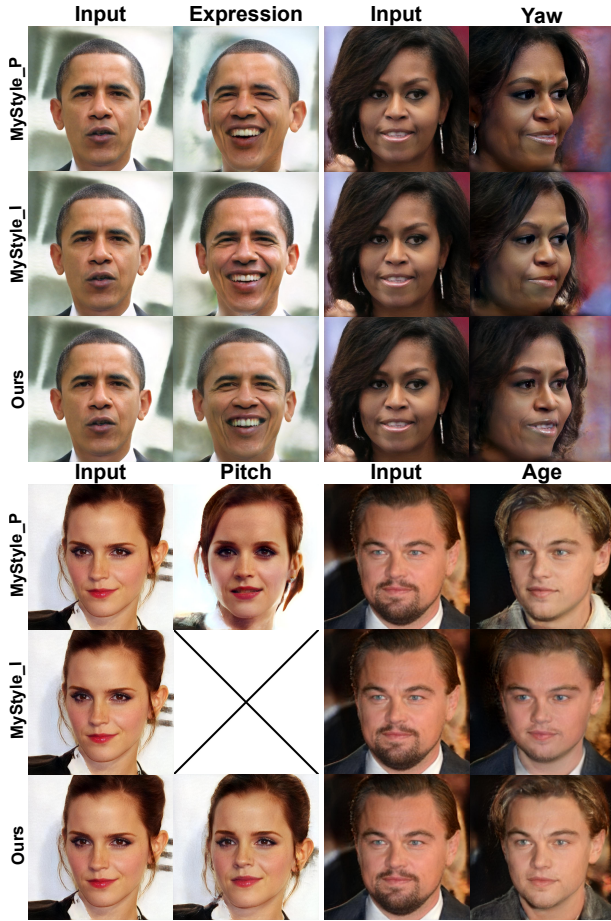 Input Expression Input Yaw
MyStyle_P
MyStyle_I
Ours
Input Pitch Input Age
MyStyle_P
MyStyle_I
Ours